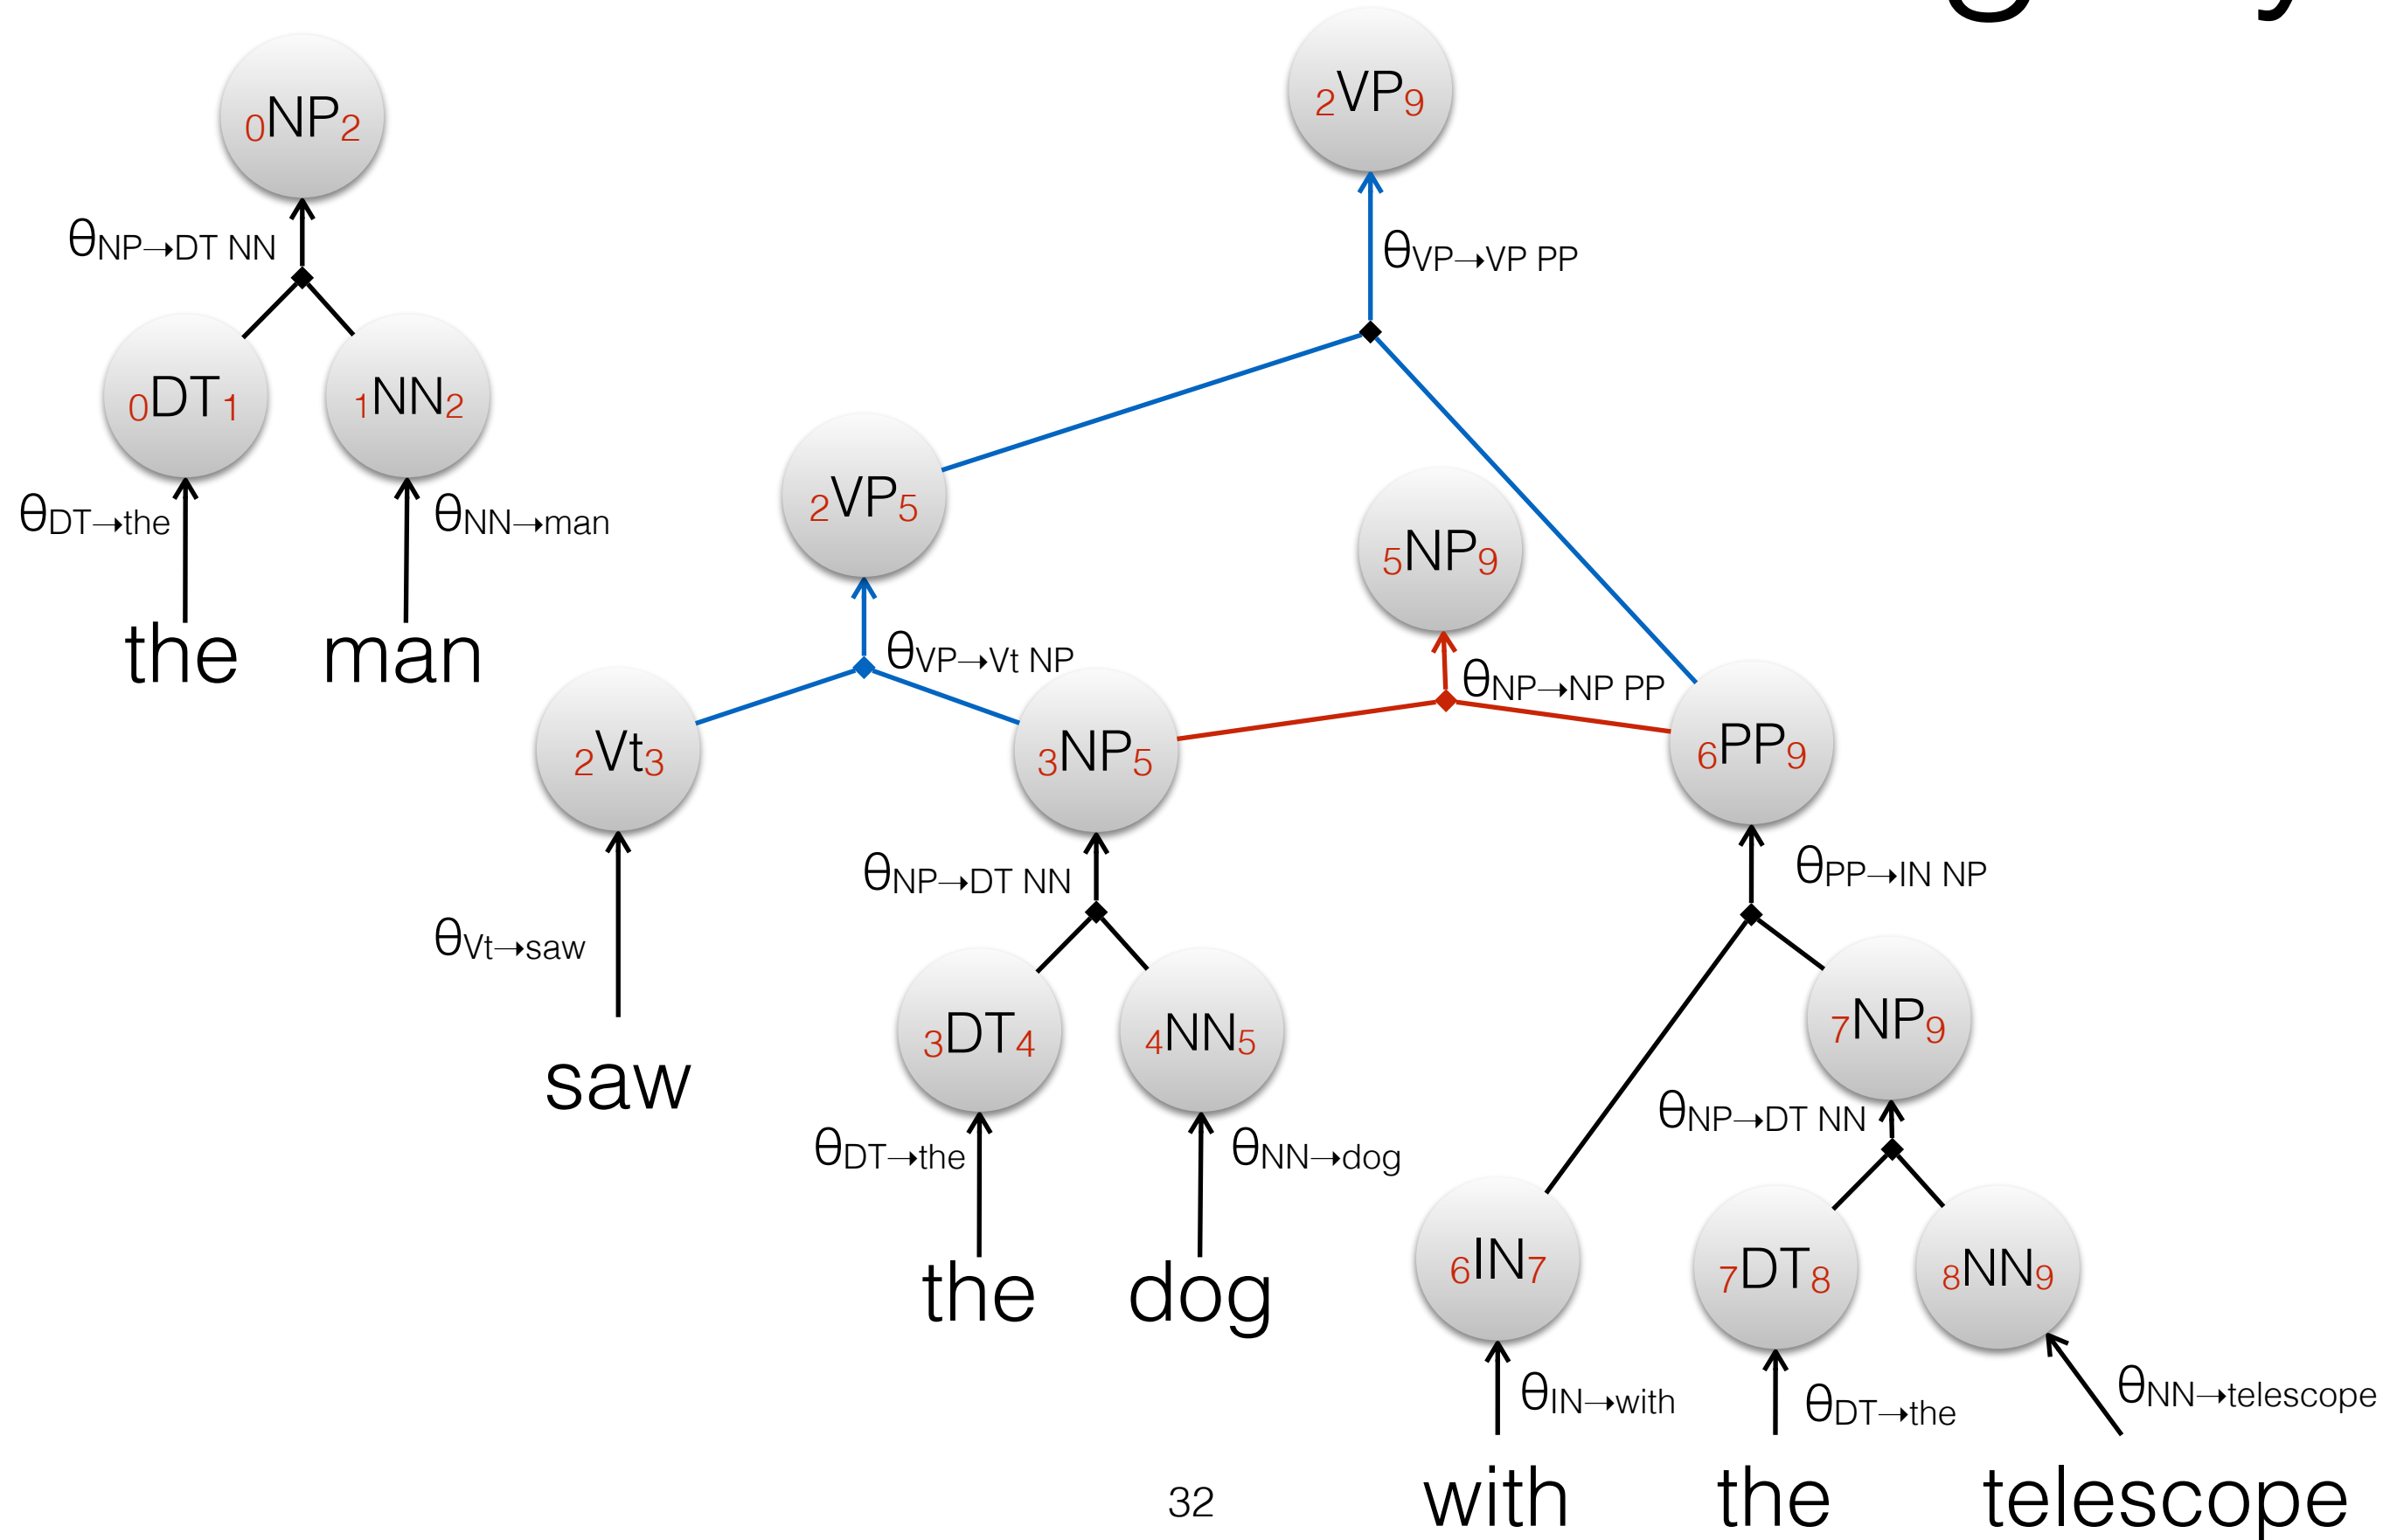 0NP2
2VP9
θNP→DT NN
θVP→VP PP
0DT1
1NN2
2VP5
5NP9
θDT→the
θNN→man
the man
θVP→Vt NP
θNP→NP PP
2Vt3
3NP5
6PP9
θNP→DT NN
θPP→IN NP
θVt→saw
3DT4
4NN5
7NP9
saw
θNP→DT NN
θDT→the
θNN→dog
6IN7
7DT8
8NN9
the dog
θIN→with
θDT→the
θNN→telescope
with the telescope
32